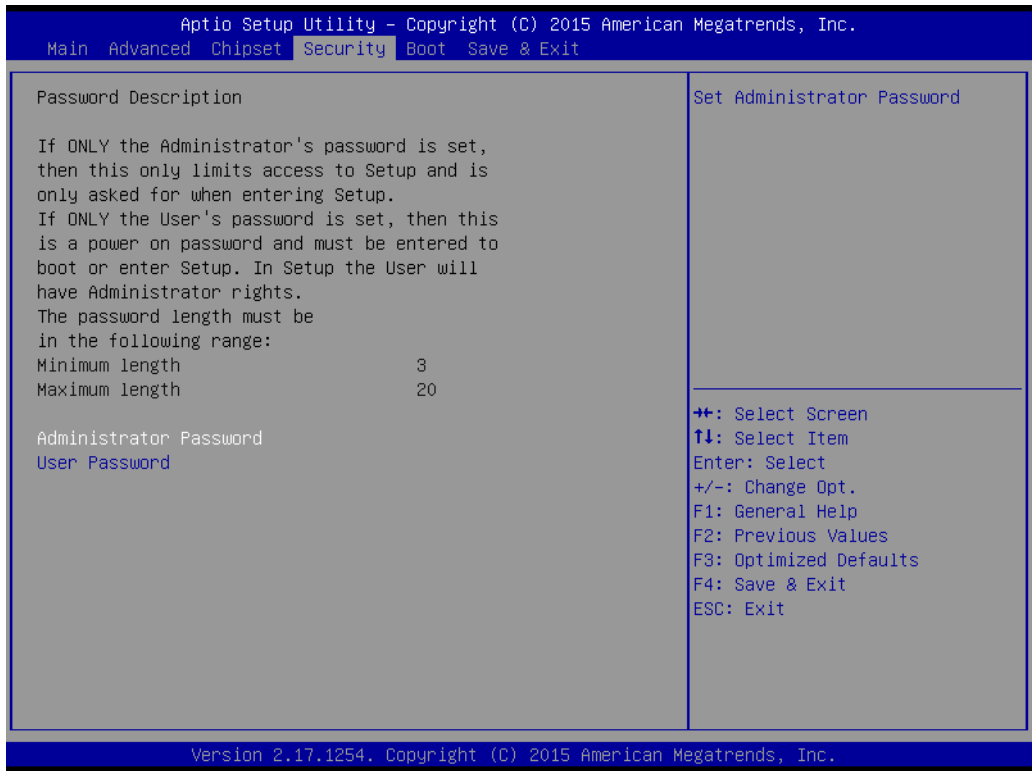 Aptio Setup Utility – Copyright (C) 2015 American Megatrends, Inc.
Main Advanced Chipset Security Boot Save & Exit
Password Description
If ONLY the Administrator's password is set,
then this only limits access to Setup and is
only asked for when entering Setup.
If ONLY the User's password is set, then this
is a power on password and must be entered to
boot or enter Setup. In Setup the User will
have Administrator rights.
The password length must be
in the following range:
Minimum length 3
Maximum length 20
Administrator Password
User Password
Set Administrator Password
→←: Select Screen
↑↓: Select Item
Enter: Select
+/-: Change Opt.
F1: General Help
F2: Previous Values
F3: Optimized Defaults
F4: Save & Exit
ESC: Exit
Version 2.17.1254. Copyright (C) 2015 American Megatrends, Inc.